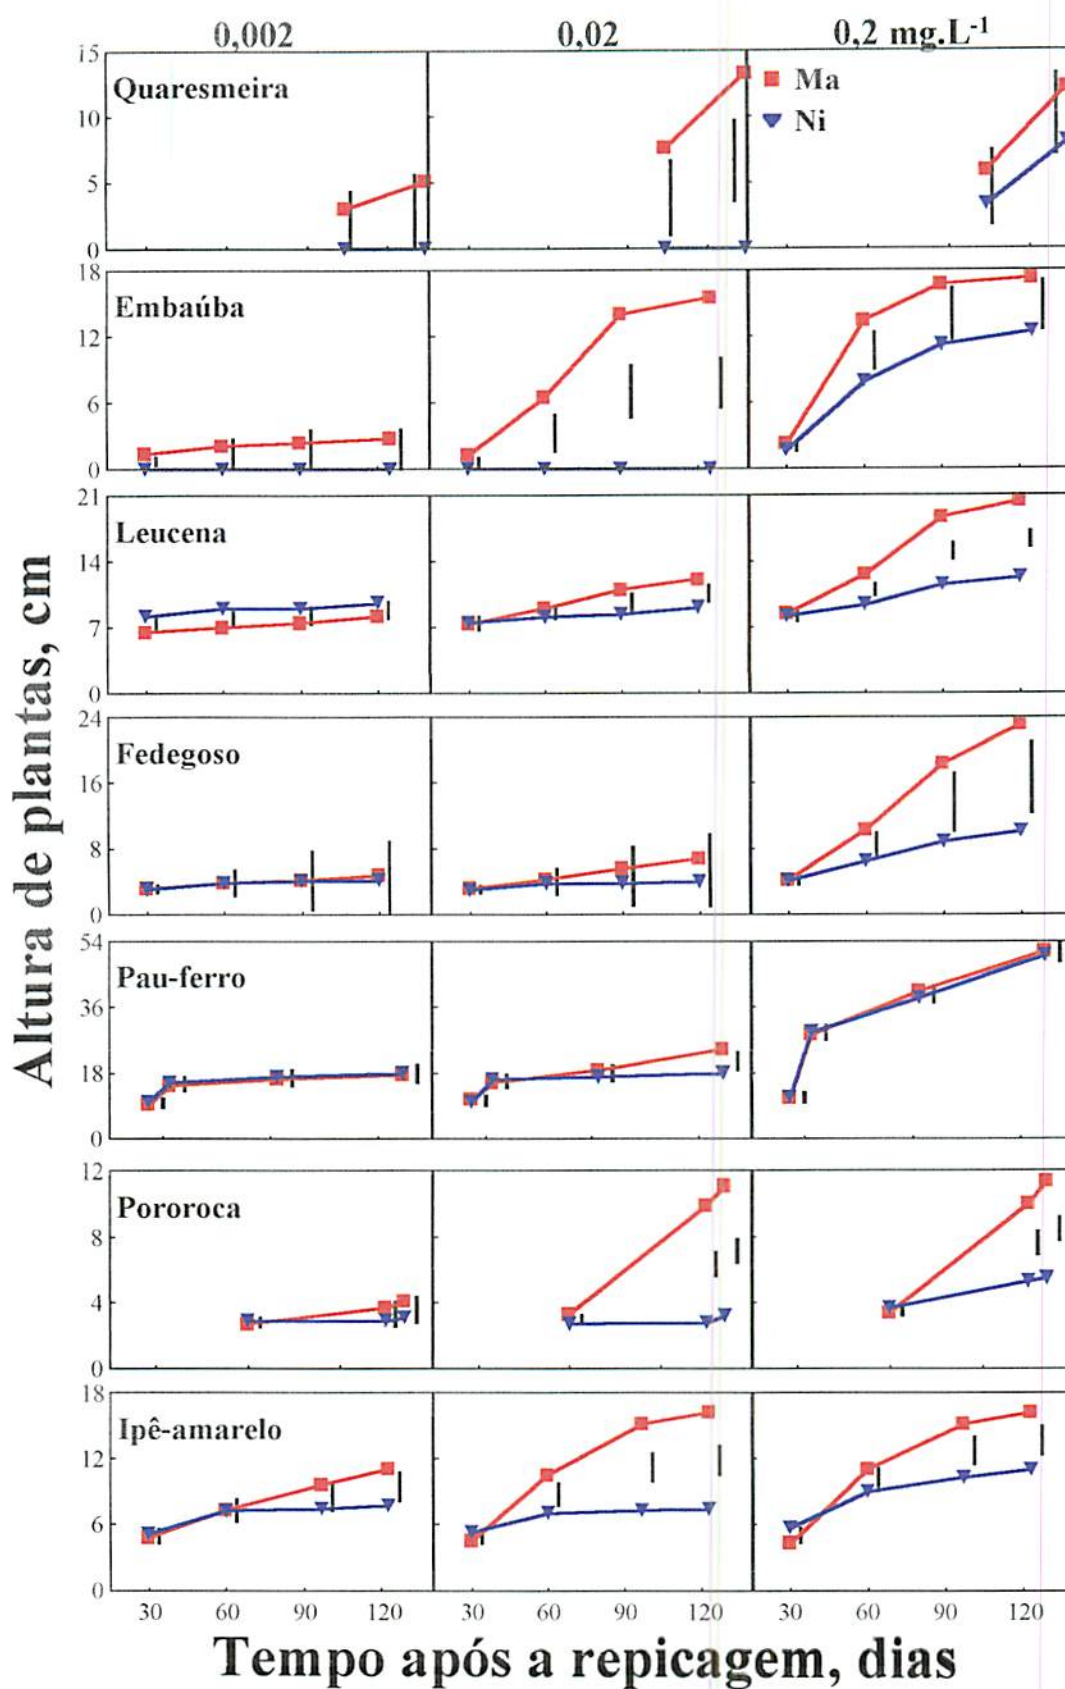 0,002 0,02 0,2 mg.L-1
15
Quaresmeira
Ma
10
Ni
5
0
18
Embaúba
12
6
0
21
Leucena
14
7
0
24
Fedegoso
16
8
0
54
Pau-ferro
36
18
0
12
Pororoca
8
4
0
18
Ipê-amarelo
12
6
0
30 60 90 120 30 60 90 120 30 60 90 120
Altura de plantas, cm
Tempo após a repicagem, dias